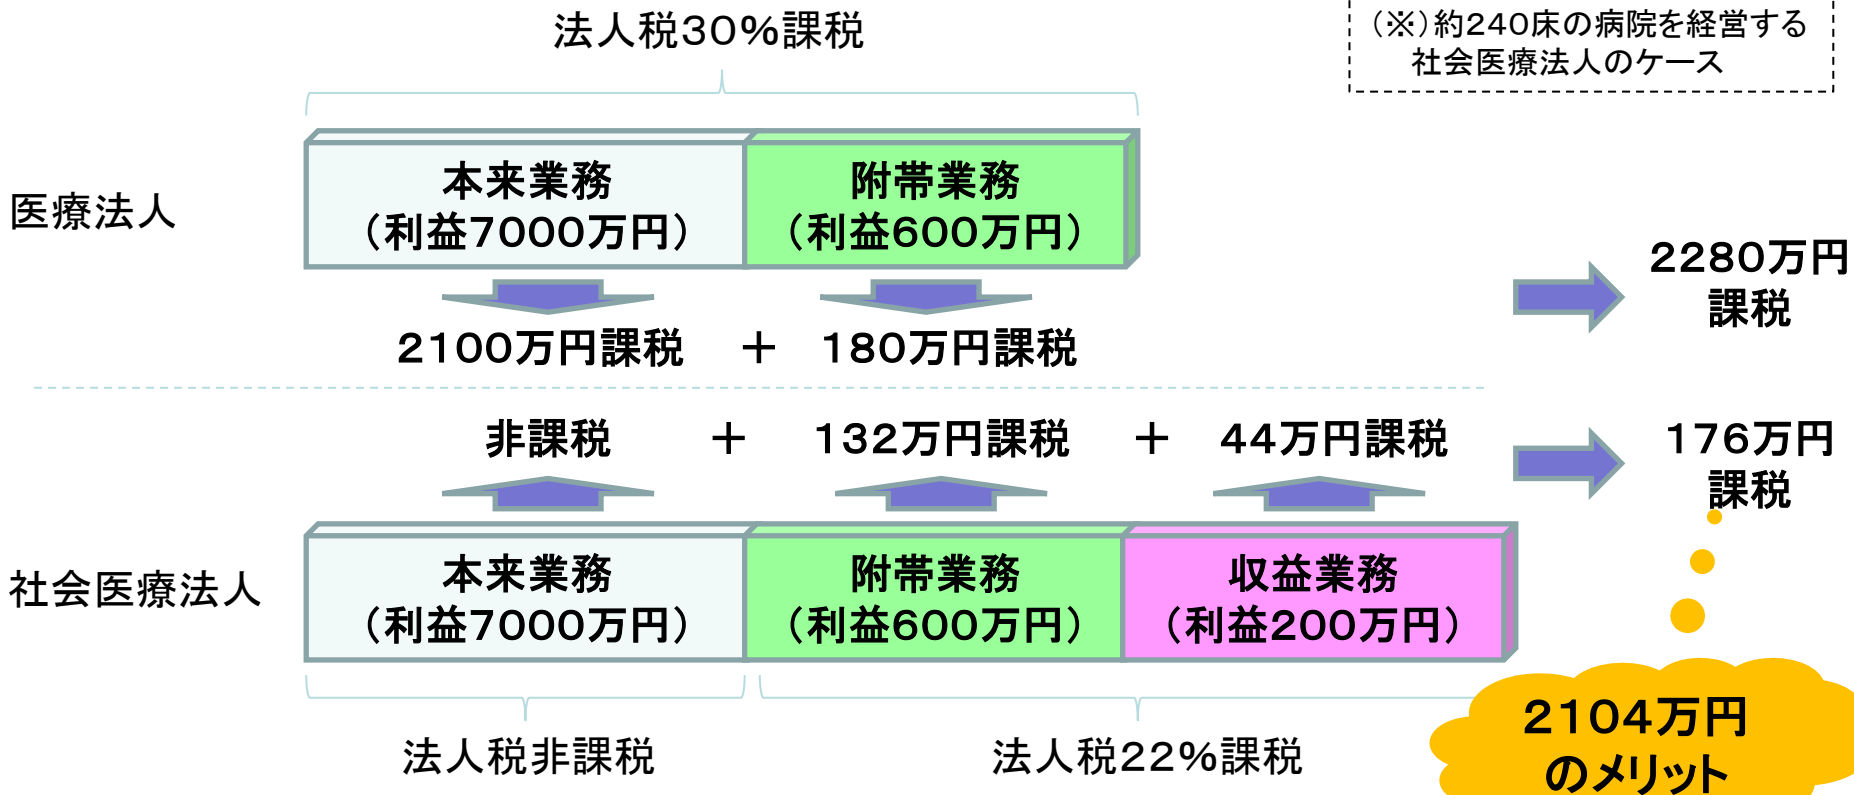 法人税30%課税
(※)約240床の病院を経営する
社会医療法人のケース
医療法人
本来業務
(利益7000万円)
附帯業務
(利益600万円)
2100万円課税 + 180万円課税
2280万円
課税
非課税 + 132万円課税 + 44万円課税
176万円
課税
社会医療法人
本来業務
(利益7000万円)
附帯業務
(利益600万円)
収益業務
(利益200万円)
法人税非課税
法人税22%課税
2104万円
のメリット